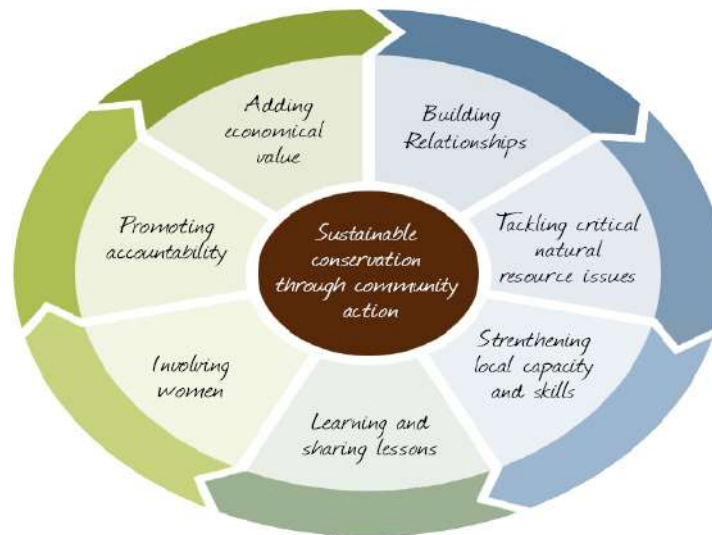 Adding
economical
value
Building
Relationships
Tackling critical
natural
resource issues
Strenthening
local capacity
and skills
Learning and
sharing lessons
Involving
women
Promoting
accountability
Sustainable
conservation
through community
action